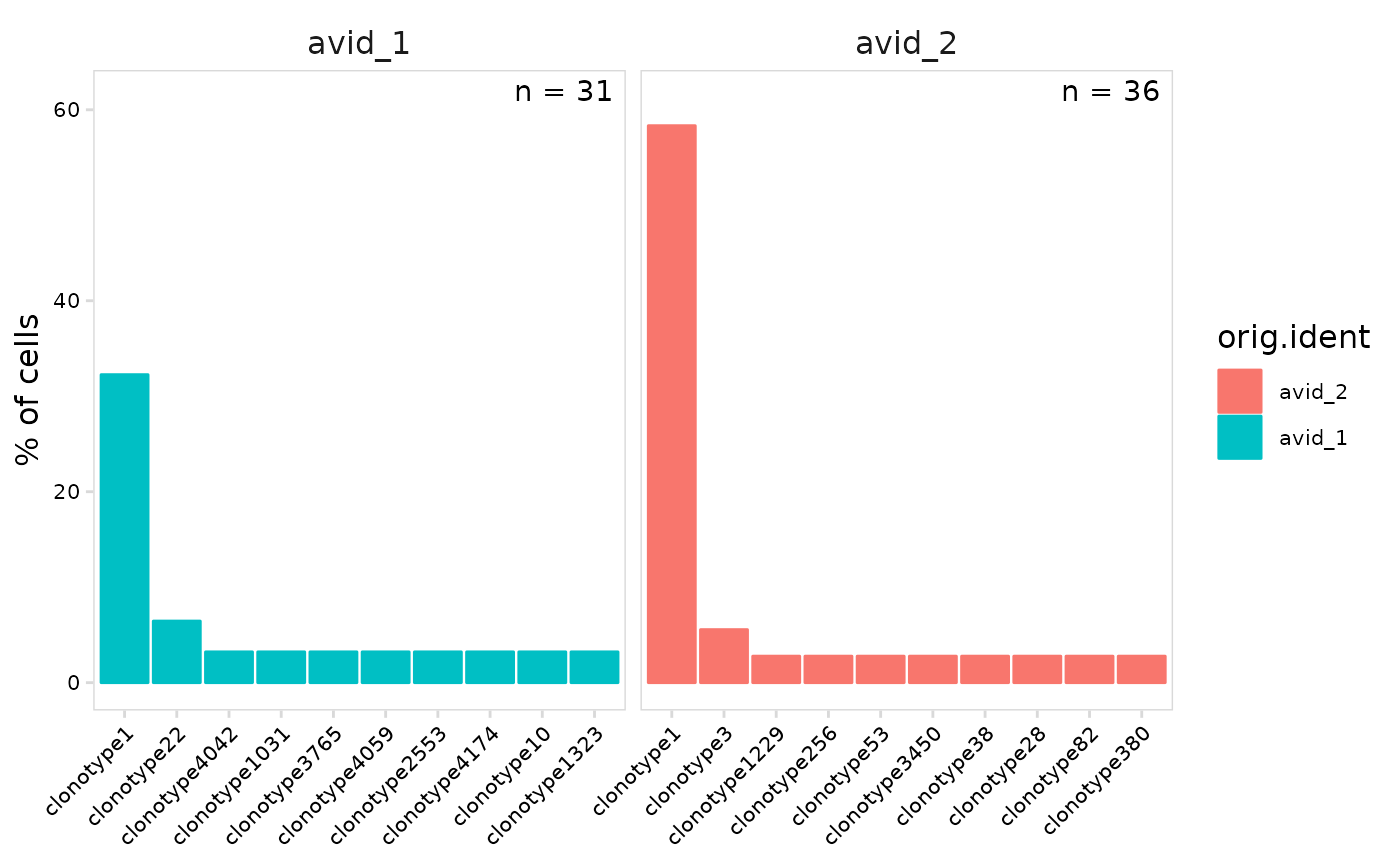 avid_1
avid_2
n = 31
n = 36
% of cells
60
40
20
0
clonotype1
clonotype22
clonotype4042
clonotype1031
clonotype3765
clonotype4059
clonotype2553
clonotype4174
clonotype10
clonotype1323
clonotype1
clonotype3
clonotype1229
clonotype256
clonotype53
clonotype3450
clonotype38
clonotype28
clonotype82
clonotype380
orig.ident
avid_2
avid_1